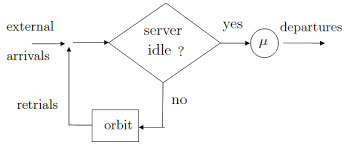 external
arrivals
server
idle ?
yes
μ
departures
no
retrials
orbit